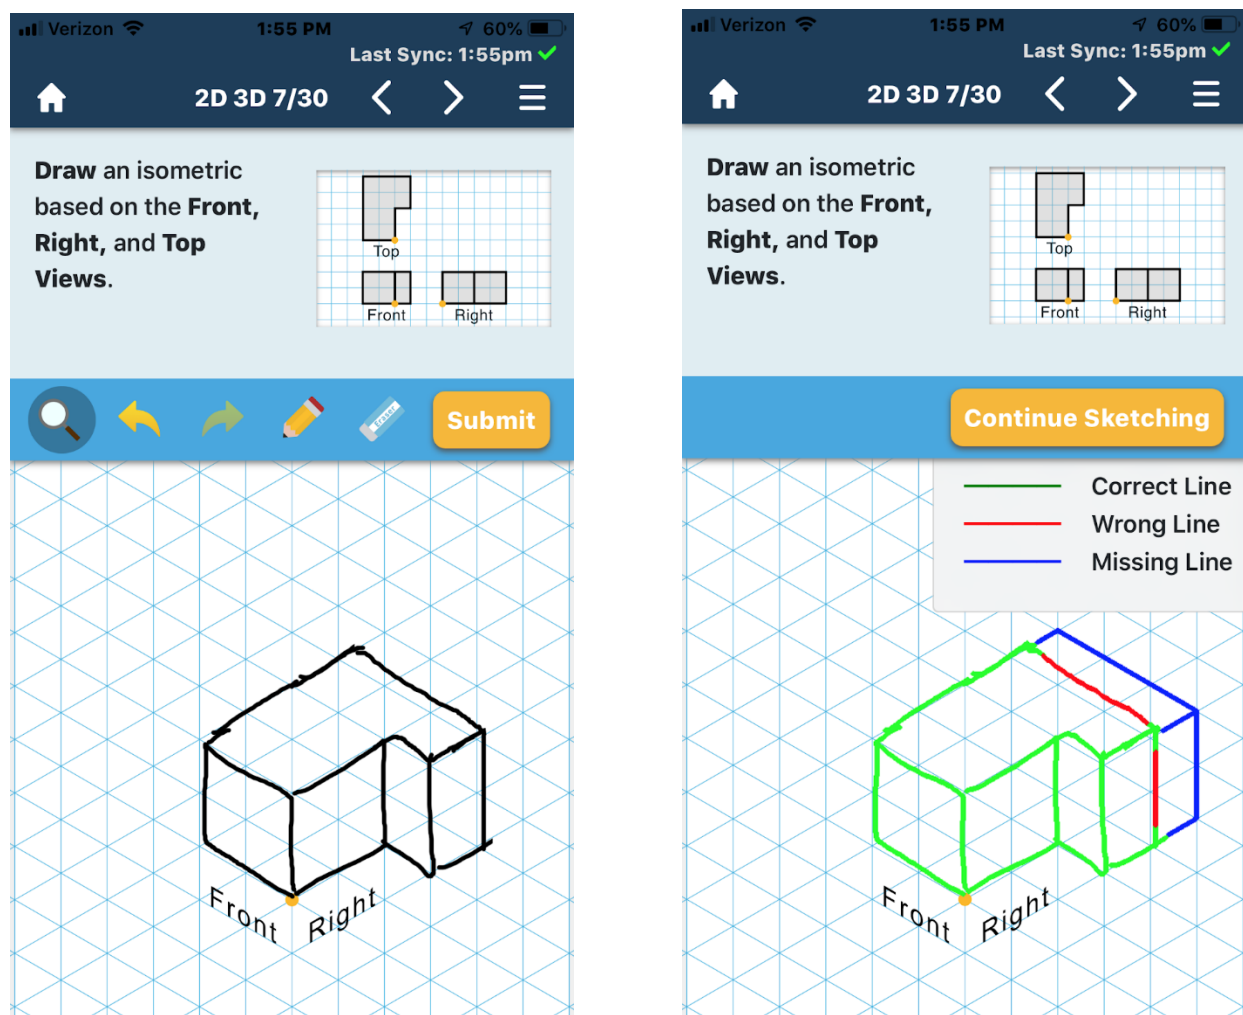 Verizon 1:55 PM 60%
Last Sync: 1:55pm
2D 3D 7/30
Draw an isometric
based on the Front,
Right, and Top
Views.
Top
Front Right
Eraser
Submit
Front Right
Verizon 1:55 PM 60%
Last Sync: 1:55pm
2D 3D 7/30
Draw an isometric
based on the Front,
Right, and Top
Views.
Top
Front Right
Continue Sketching
Correct Line
Wrong Line
Missing Line
Front Right